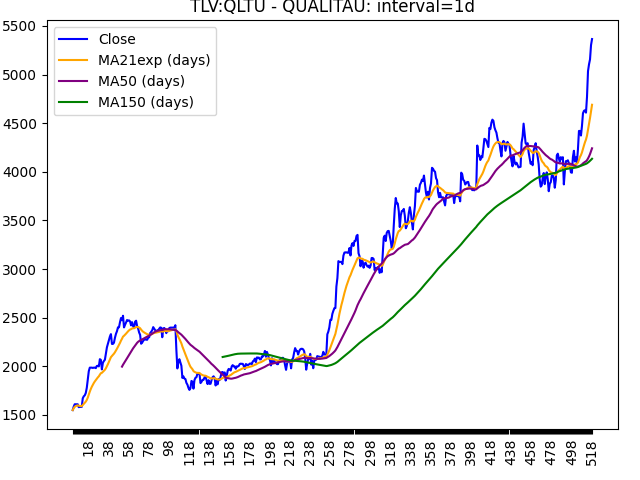 TLV:QLTU - QUALITAU: interval=1d
Close
MA21exp (days)
MA50 (days)
MA150 (days)
5500
5000
4500
4000
3500
3000
2500
2000
1500
18 38 58 78 98 118 138 158 178 198 218 238 258 278 298 318 338 358 378 398 418 438 458 478 498 518